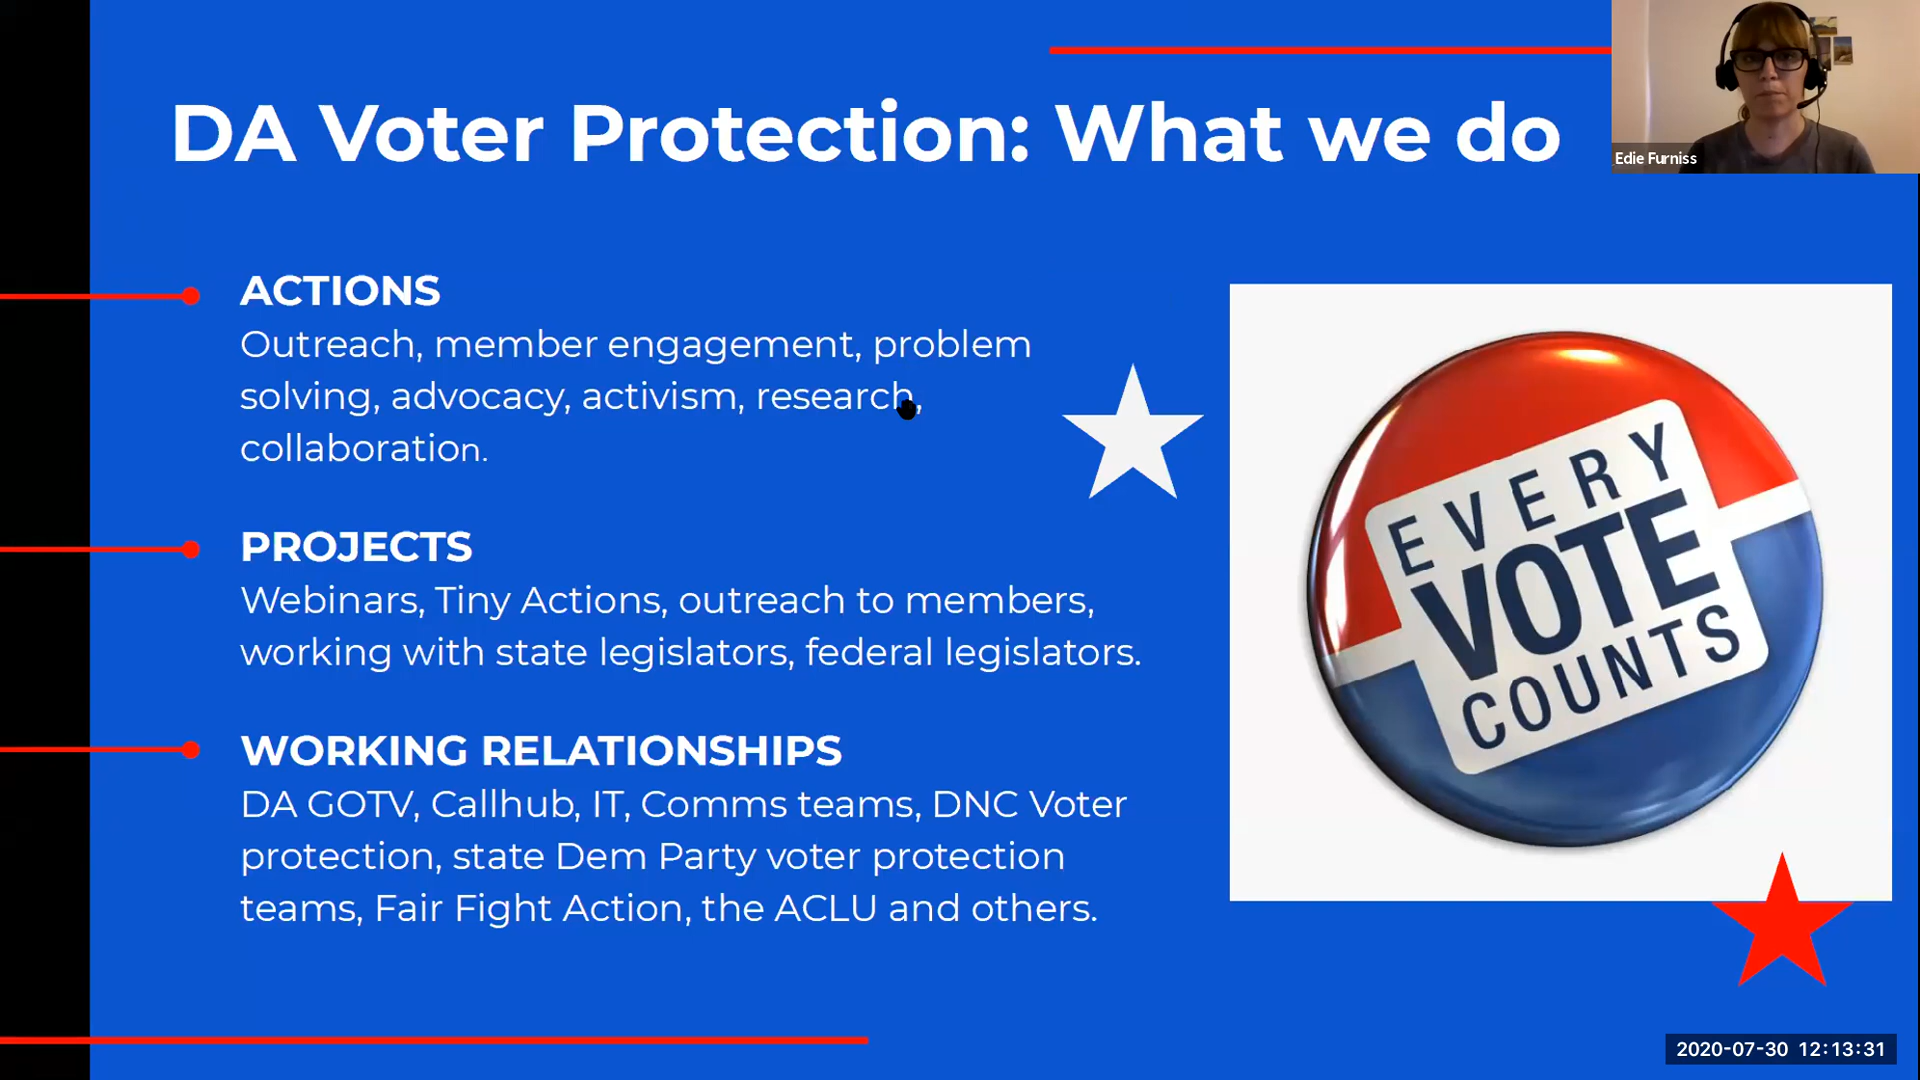 DA Voter Protection: What we do
Edie Furniss
ACTIONS
Outreach, member engagement, problem
solving, advocacy, activism, research,
collaboration.
PROJECTS
Webinars, Tiny Actions, outreach to members,
working with state legislators, federal legislators.
WORKING RELATIONSHIPS
DA GOTV, Callhub, IT, Comms teams, DNC Voter
protection, state Dem Party voter protection
teams, Fair Fight Action, the ACLU and others.
EVERY
VOTE
COUNTS
2020-07-30 12:13:31